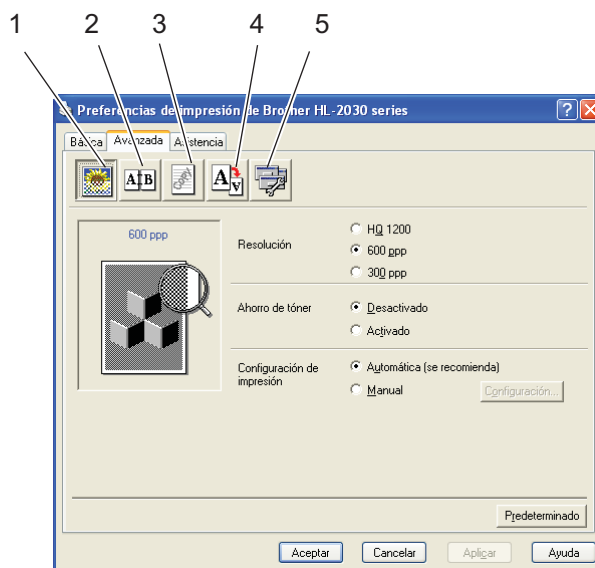 1 2 3 4 5
Preferencias de impresión de Brother HL-2030 series
Básica Avanzada Asistencia
A B copy A A
600 ppp
Resolución
HQ 1200
600 ppp
300 ppp
Ahorro de tóner
Desactivado
Activado
Configuración de
impresión
Automática (se recomienda)
Manual
Configuración...
Predeterminado
Aceptar Cancelar Aplicar Ayuda